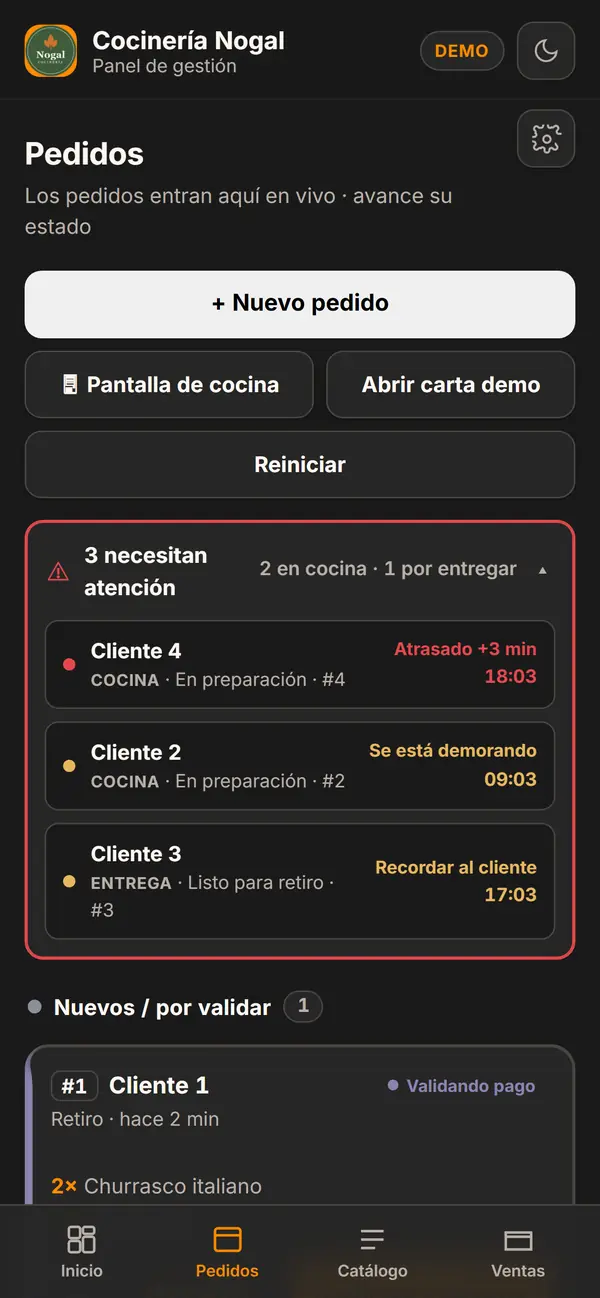 Nogal
COCINERÍA
Cocinería Nogal
Panel de gestión
DEMO
Pedidos
Los pedidos entran aquí en vivo · avance su
estado
+ Nuevo pedido
Pantalla de cocina
Abrir carta demo
Reiniciar
3 necesitan
atención
2 en cocina · 1 por entregar ▲
Cliente 4
COCINA · En preparación · #4
Atrasado +3 min
18:03
Cliente 2
COCINA · En preparación · #2
Se está demorando
09:03
Cliente 3
ENTREGA · Listo para retiro ·
#3
Recordar al cliente
17:03
Nuevos / por validar 1
#1 Cliente 1
Validando pago
Retiro · hace 2 min
2× Churrasco italiano
Inicio
Pedidos
Catálogo
Ventas